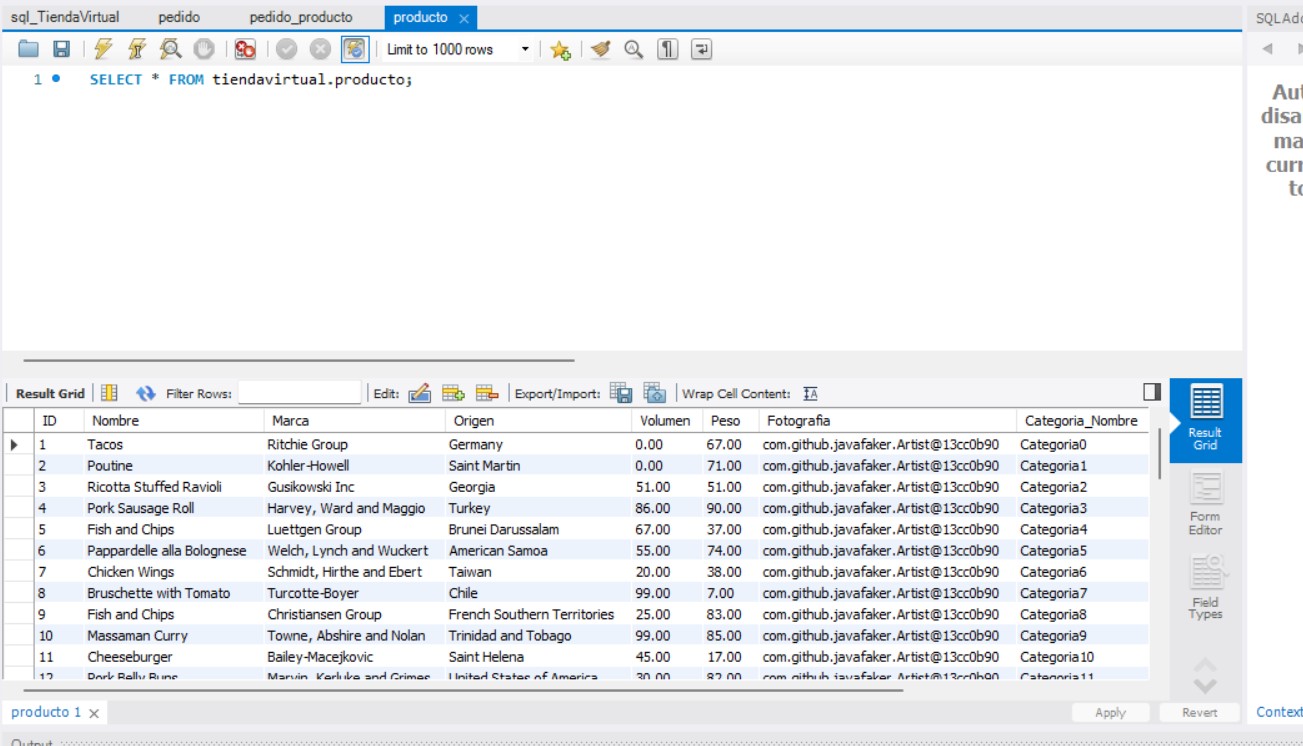 sql_TiendaVirtual pedido pedido_producto producto SQLAdd
Limit to 1000 rows
1 SELECT * FROM tiendavirtual.producto;
Aut
disa
ma
curr
to
Result Grid Filter Rows: Edit: Export/Import: Wrap Cell Content:
ID Nombre Marca Origen Volumen Peso Fotografia Categoria_Nombre
1 Tacos Ritchie Group Germany 0.00 67.00 com.github.javafaker.Artist@13cc0b90 Categoria0
2 Poutine Kohler-Howell Saint Martin 0.00 71.00 com.github.javafaker.Artist@13cc0b90 Categoria1
3 Ricotta Stuffed Ravioli Gusikowski Inc Georgia 51.00 51.00 com.github.javafaker.Artist@13cc0b90 Categoria2
4 Pork Sausage Roll Harvey, Ward and Maggio Turkey 86.00 90.00 com.github.javafaker.Artist@13cc0b90 Categoria3
5 Fish and Chips Luettgen Group Brunei Darussalam 67.00 37.00 com.github.javafaker.Artist@13cc0b90 Categoria4
6 Pappardelle alla Bolognese Welch, Lynch and Wuckert American Samoa 55.00 74.00 com.github.javafaker.Artist@13cc0b90 Categoria5
7 Chicken Wings Schmidt, Hirthe and Ebert Taiwan 20.00 38.00 com.github.javafaker.Artist@13cc0b90 Categoria6
8 Bruschette with Tomato Turcotte-Boyer Chile 99.00 7.00 com.github.javafaker.Artist@13cc0b90 Categoria7
9 Fish and Chips Christiansen Group French Southern Territories 25.00 83.00 com.github.javafaker.Artist@13cc0b90 Categoria8
10 Massaman Curry Towne, Abshire and Nolan Trinidad and Tobago 99.00 85.00 com.github.javafaker.Artist@13cc0b90 Categoria9
11 Cheeseburger Bailey-Macejkovic Saint Helena 45.00 17.00 com.github.javafaker.Artist@13cc0b90 Categoria10
12 Pork Belly Buns Marvin, Kerluke and Grimes United States of America 30.00 82.00 com.github.javafaker.Artist@13cc0b90 Categoria11
Result
Grid
Form
Editor
Field
Types
producto 1 Apply Revert Context
Output